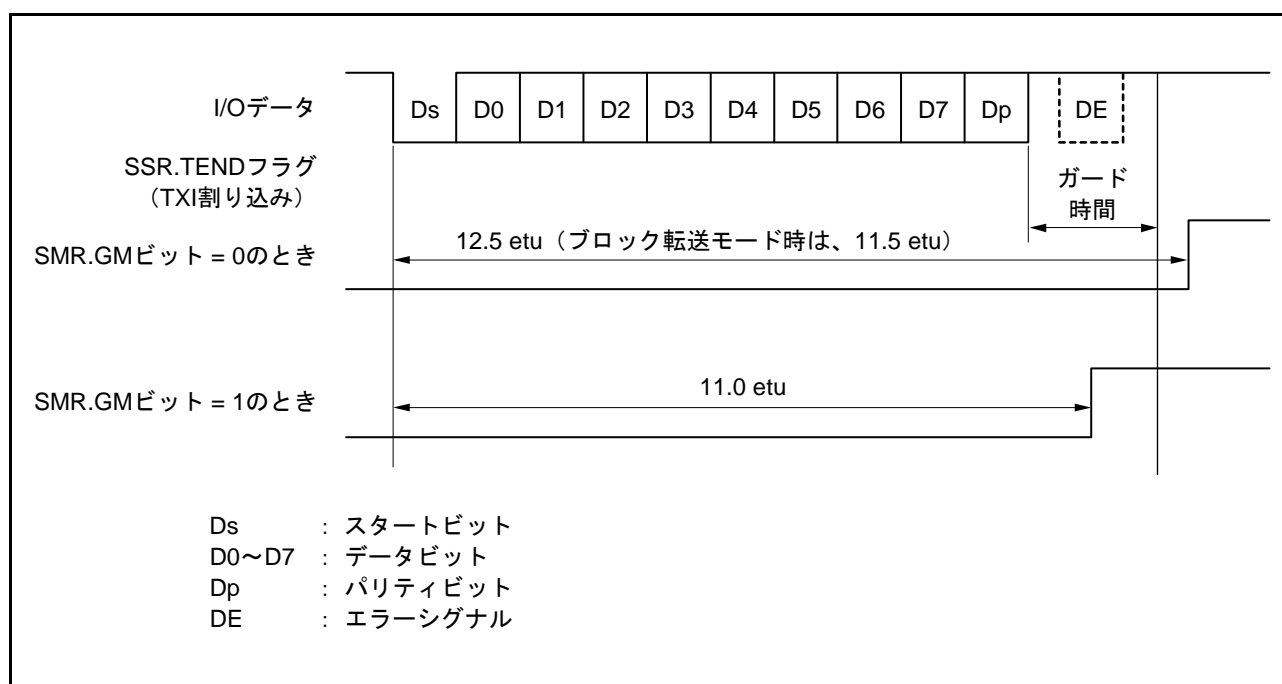 I/Oデータ
Ds D0 D1 D2 D3 D4 D5 D6 D7 Dp DE
SSR.TENDフラグ
（TXI割り込み）
ガード
時間
SMR.GMビット = 0のとき
12.5 etu（ブロック転送モード時は、11.5 etu）
SMR.GMビット = 1のとき
11.0 etu
Ds : スタートビット
D0～D7 : データビット
Dp : パリティビット
DE : エラーシグナル